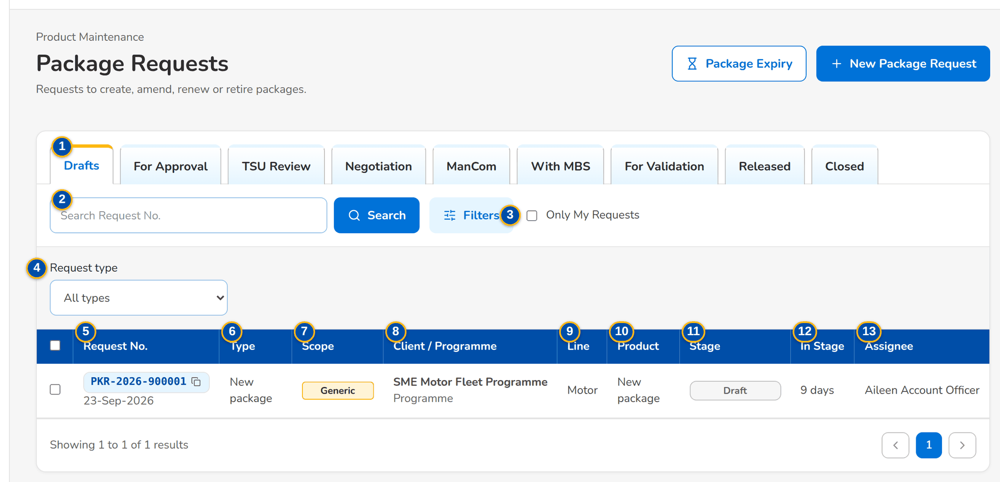 Product Maintenance
Package Requests
Requests to create, amend, renew or retire packages.
Package Expiry
+ New Package Request
1
Drafts
For Approval
TSU Review
Negotiation
ManCom
With MBS
For Validation
Released
Closed
2
Search Request No.
Search
Filters
3
Only My Requests
4
Request type
All types
5 6 7 8 9 10 11 12 13
Request No. Type Scope Client / Programme Line Product Stage In Stage Assignee
PKR-2026-900001
23-Sep-2026
New
package
Generic
SME Motor Fleet Programme
Programme
Motor
New
package
Draft
9 days
Aileen Account Officer
Showing 1 to 1 of 1 results
1